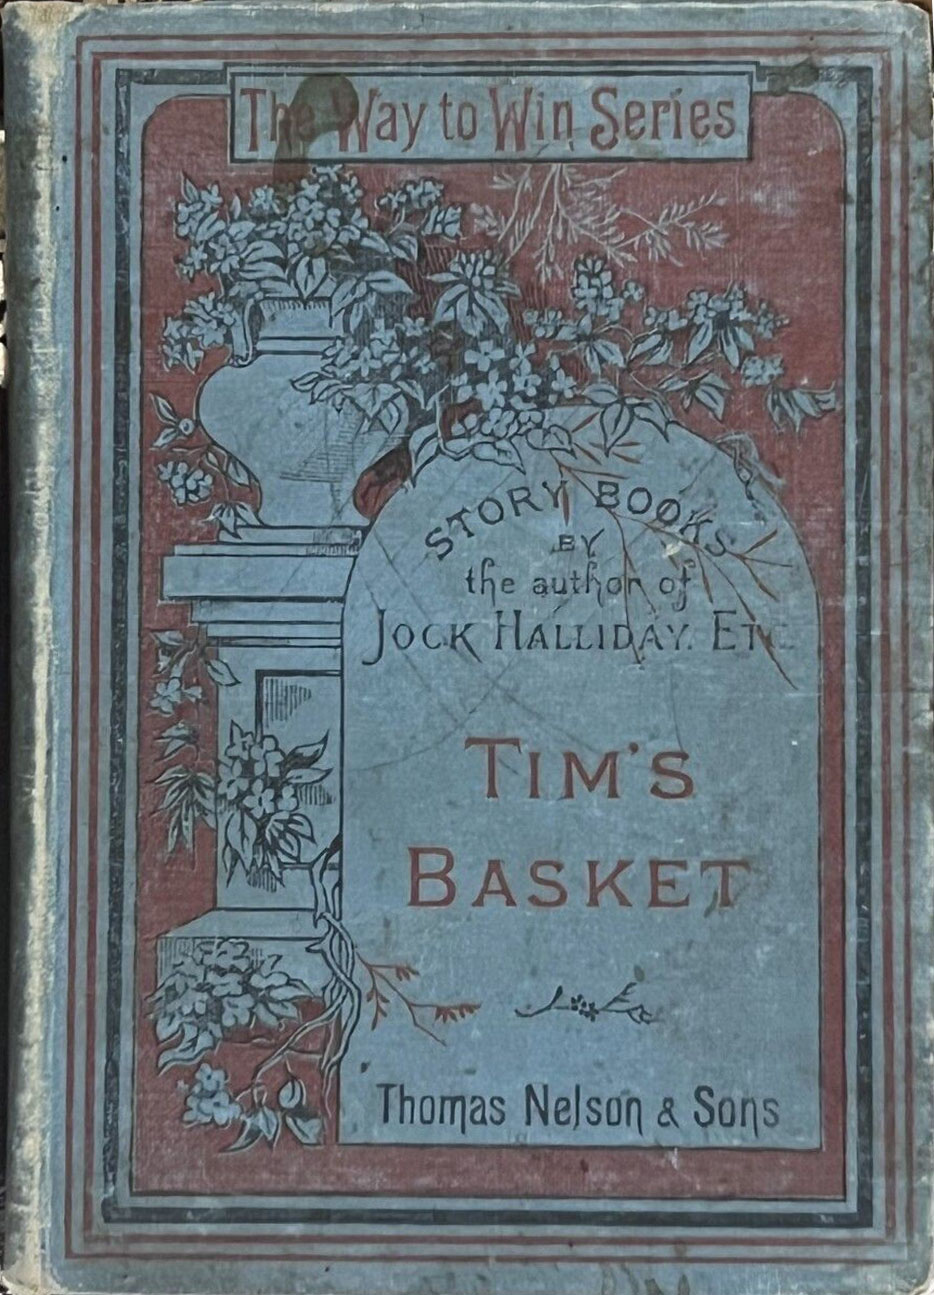 The Way to Win Series
STORY BOOKS
BY
the author of
JOCK HALLIDAY. ETC
TIM'S
BASKET
Thomas Nelson & Sons